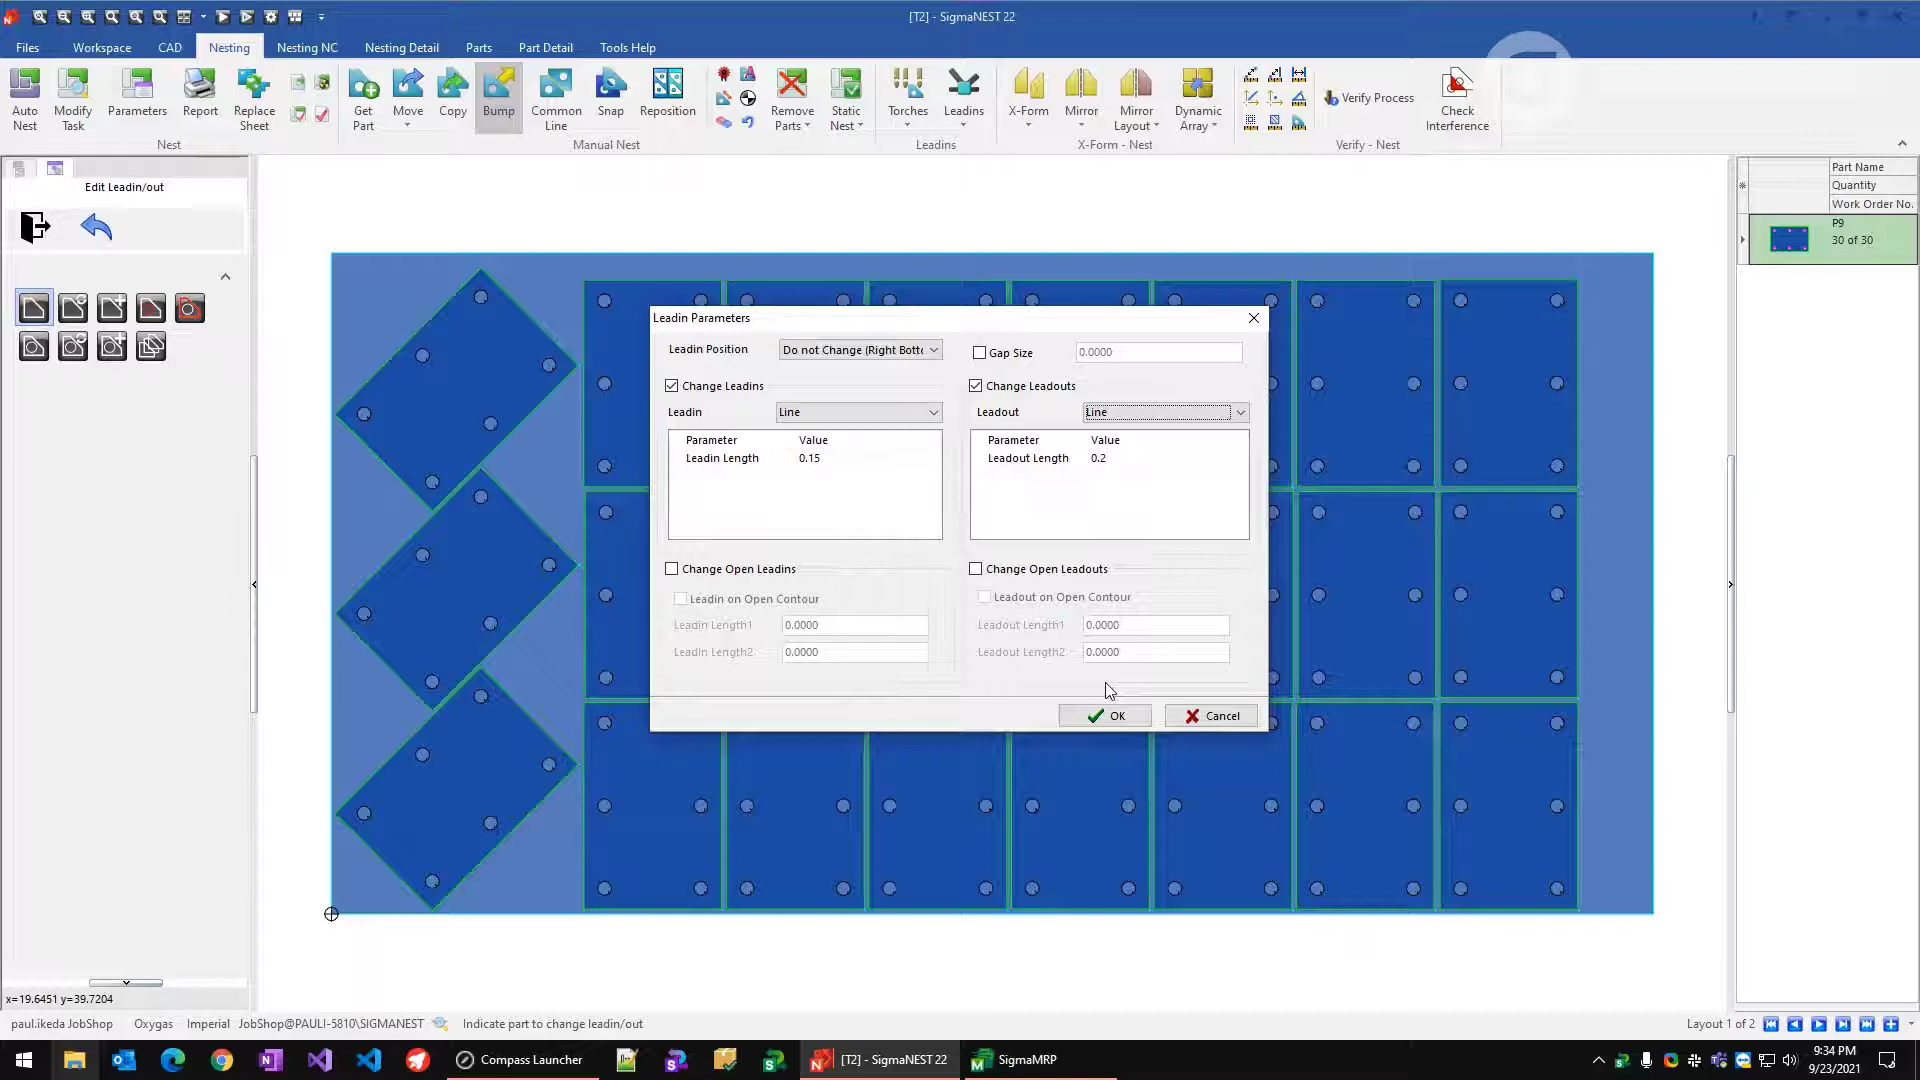 [T2] - SigmaNEST 22
Files Workspace CAD Nesting Nesting NC Nesting Detail Parts Part Detail Tools Help
Auto Nest
Modify Task
Parameters
Report
Replace Sheet
Get Part
Move
Copy
Bump
Common Line
Snap
Reposition
Remove Parts
Static Nest
Torches
Leadins
X-Form
Mirror
Mirror Layout
Dynamic Array
Verify Process
Check Interference
Nest Manual Nest Leadins X-Form - Nest Verify - Nest
Edit Leadin/out
Part Name
Quantity
Work Order No.
P9
30 of 30
Leadin Parameters
Leadin Position Do not Change (Right Bott Gap Size 0.0000
Change Leadins Change Leadouts
Leadin Line Leadout Line
Parameter Value Parameter Value
Leadin Length 0.15 Leadout Length 0.2
Change Open Leadins Change Open Leadouts
Leadin on Open Contour Leadout on Open Contour
Leadin Length1 0.0000 Leadout Length1 0.0000
Leadin Length2 0.0000 Leadout Length2 0.0000
OK Cancel
x=19.6451 y=39.7204
paul.ikeda JobShop Oxygas Imperial JobShop@PAULI-5810\SIGMANEST Indicate part to change leadin/out Layout 1 of 2
Compass Launcher [T2] - SigmaNEST 22 SigmaMRP
9:34 PM
9/23/2021